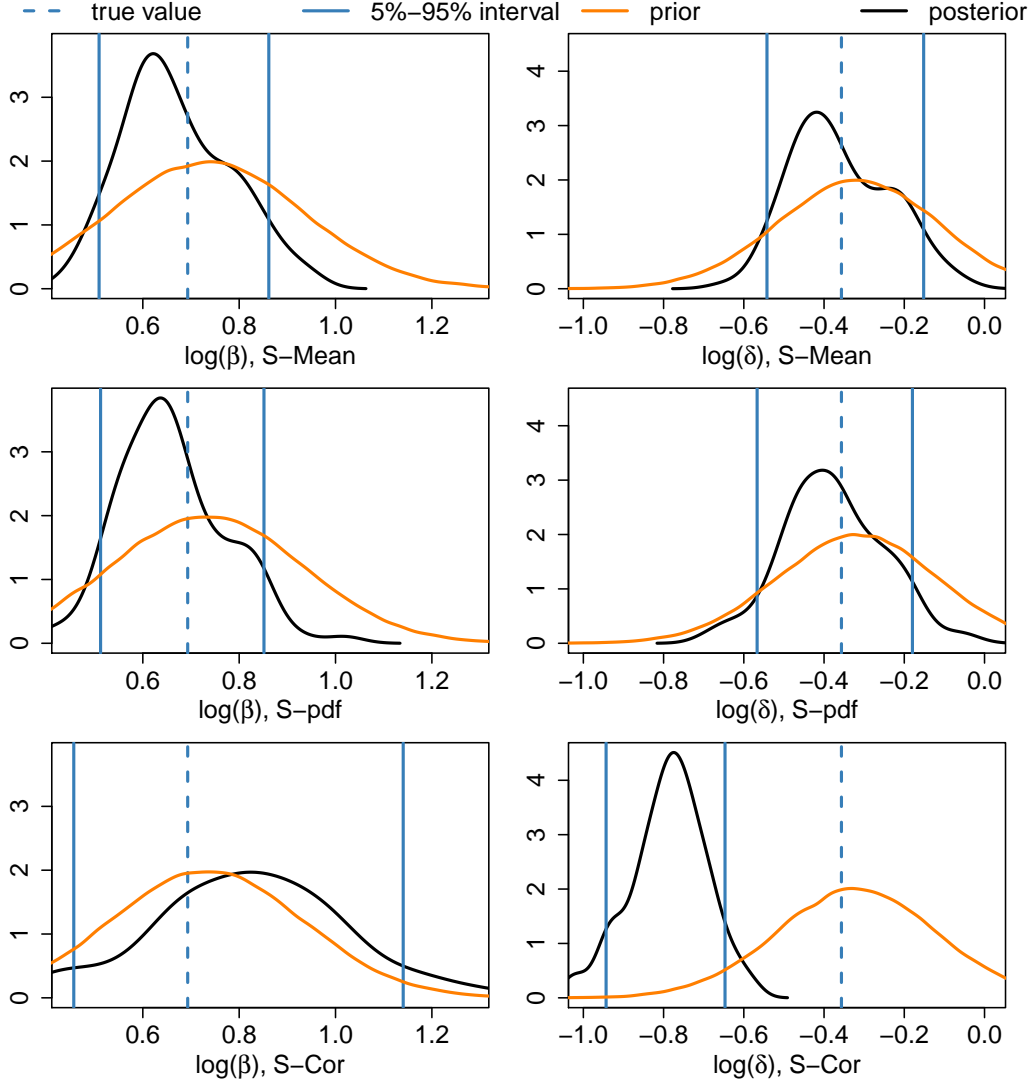 true value 5%−95% interval prior posterior
0 1 2 3
0.6 0.8 1.0 1.2
log(β), S−Mean
0 1 2 3 4
−1.0 −0.8 −0.6 −0.4 −0.2 0.0
log(δ), S−Mean
0 1 2 3
0.6 0.8 1.0 1.2
log(β), S−pdf
0 1 2 3 4
−1.0 −0.8 −0.6 −0.4 −0.2 0.0
log(δ), S−pdf
0 1 2 3
0.6 0.8 1.0 1.2
log(β), S−Cor
0 1 2 3 4
−1.0 −0.8 −0.6 −0.4 −0.2 0.0
log(δ), S−Cor